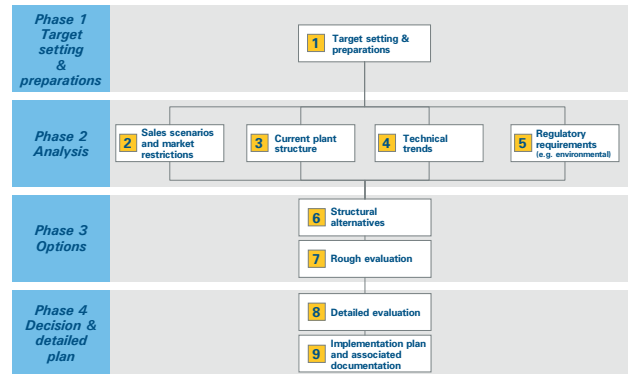 Phase 1
Target
setting
&
preparations
1
Target setting &
preparations
Phase 2
Analysis
2
Sales scenarios
and market
restrictions
3
Current plant
structure
4
Technical
trends
5
Regulatory
requirements
(e.g. environmental)
Phase 3
Options
6
Structural
alternatives
7
Rough evaluation
Phase 4
Decision &
detailed
plan
8
Detailed evaluation
9
Implementation plan
and associated
documentation